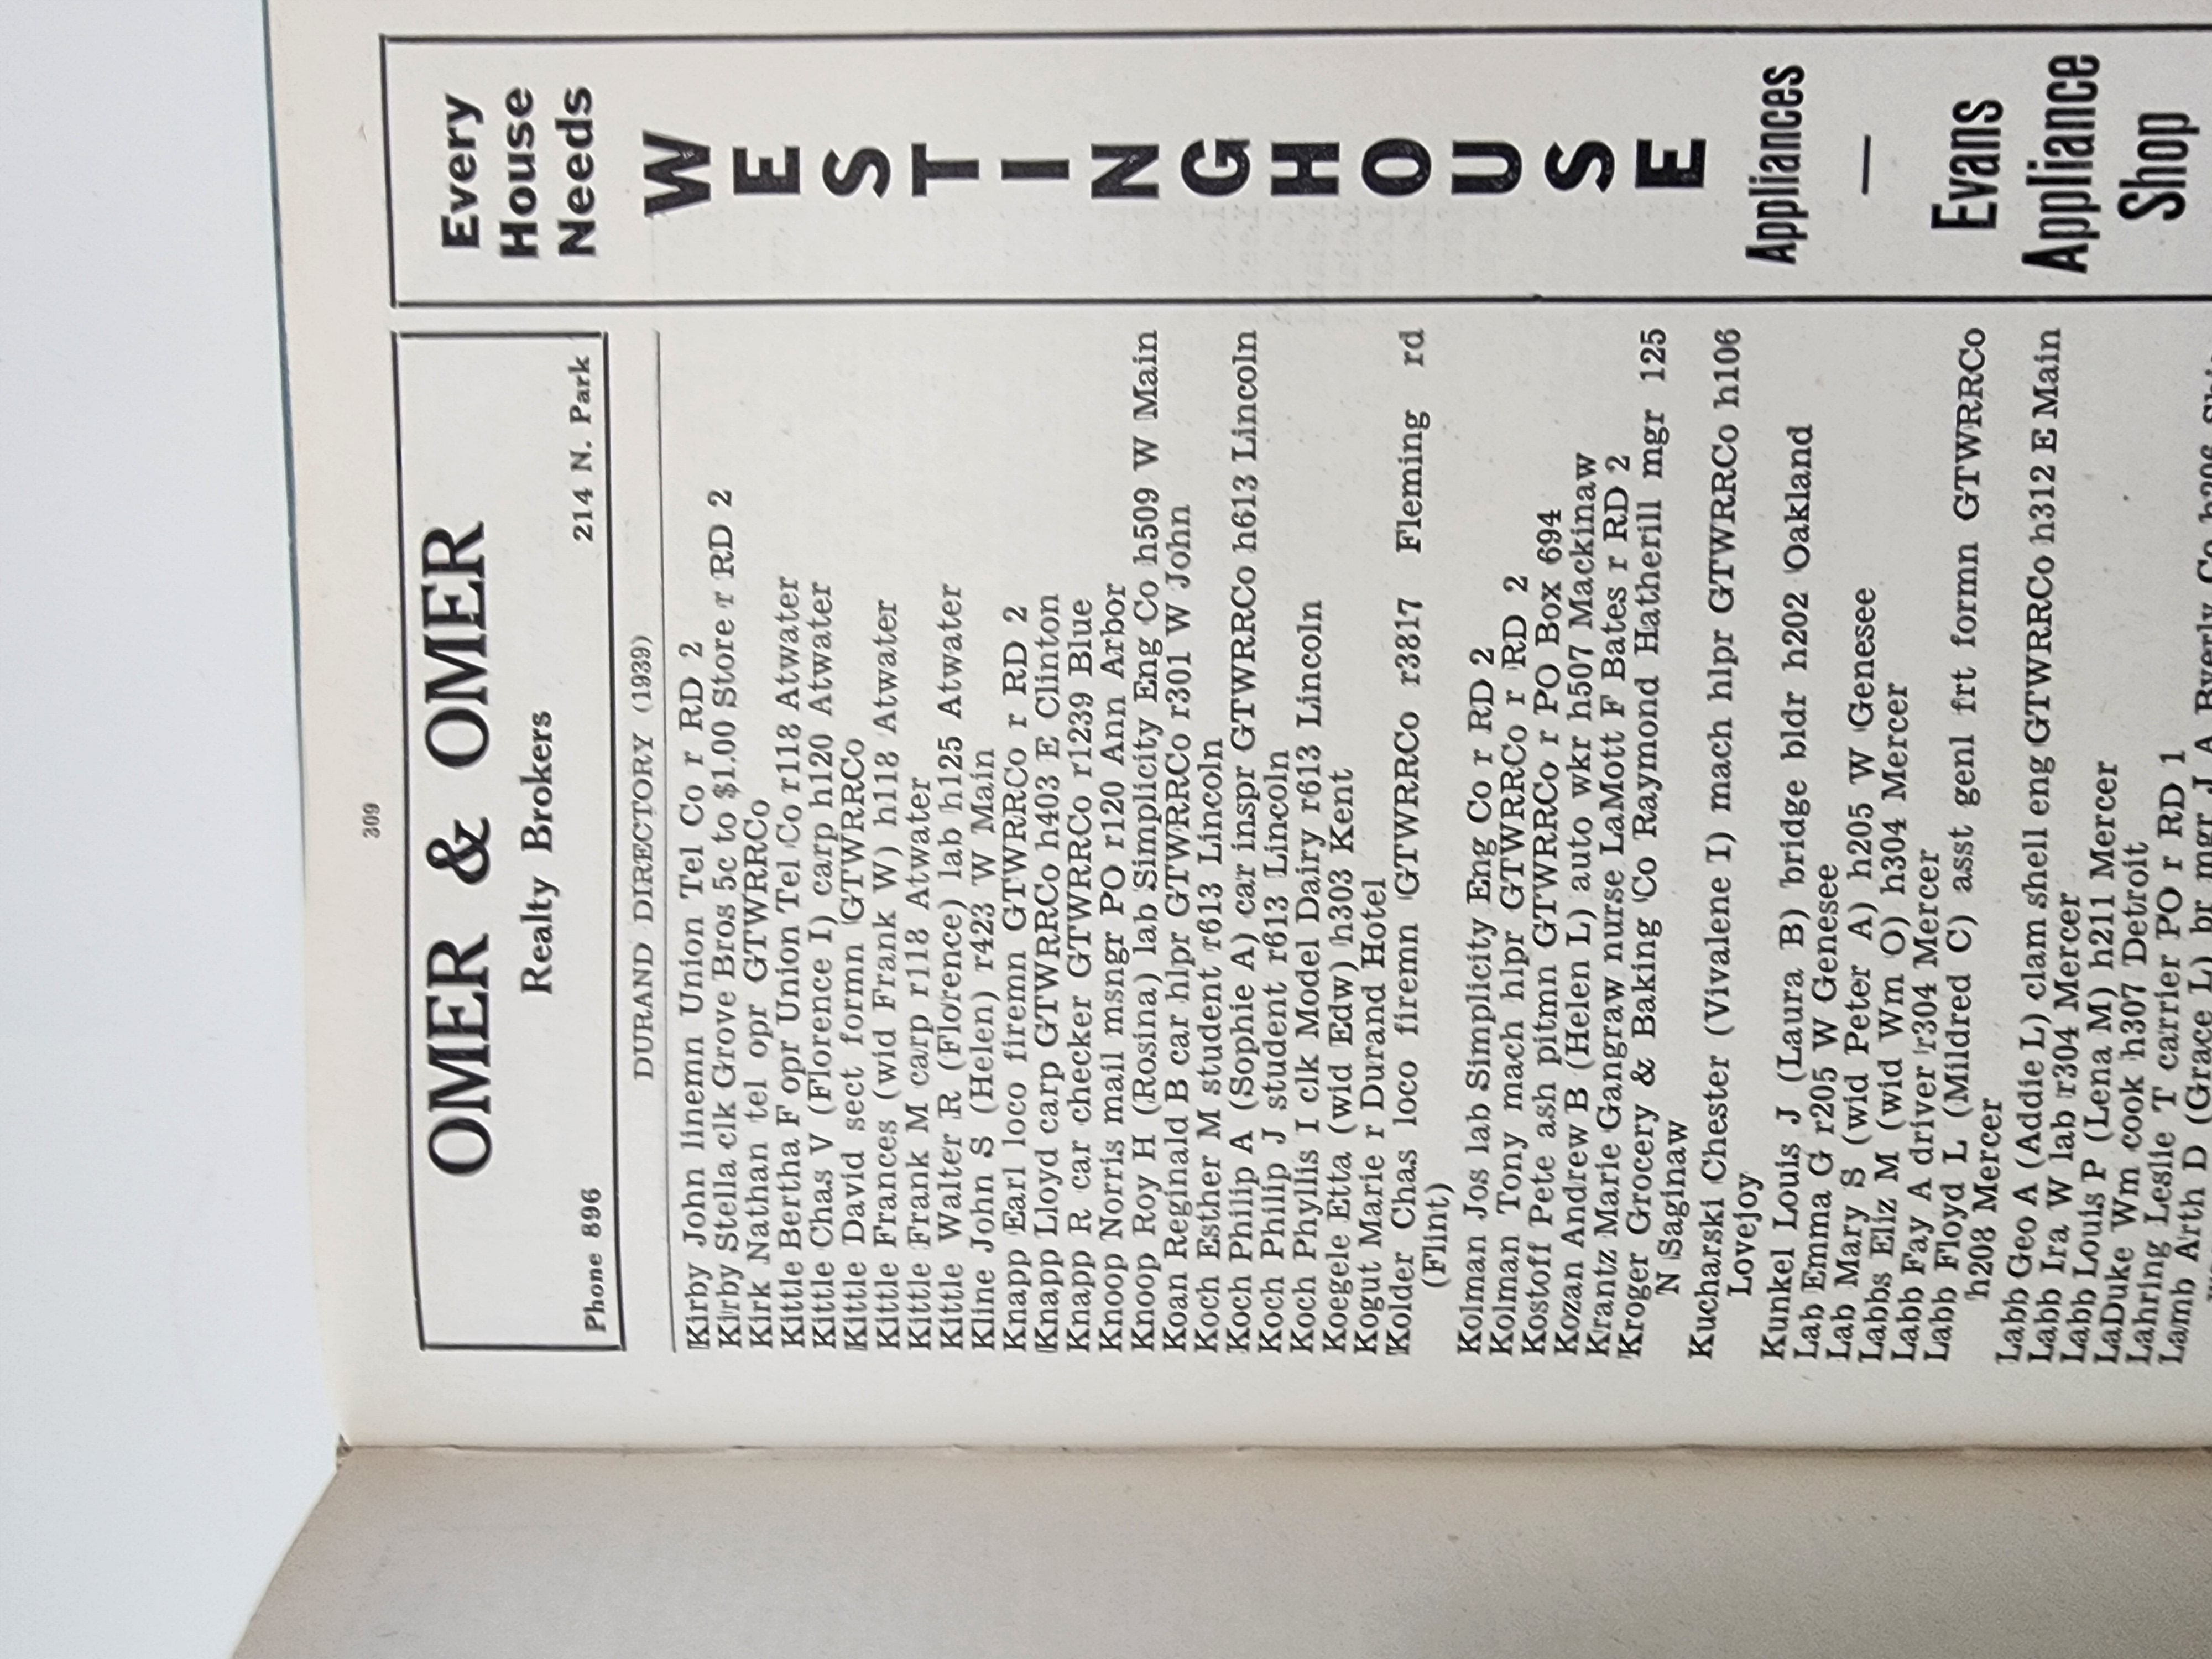 309
OMER & OMER
Realty Brokers
Phone 896 214 N. Park
DURAND DIRECTORY (1939)
Kirby John linemn Union Tel Co r RD 2
Kirby Stella clk Grove Bros 5c to $1.00 Store r RD 2
Kirk Nathan tel opr GTWRRCo
Kittle Bertha F opr Union Tel Co r118 Atwater
Kittle Chas V (Florence I) carp h120 Atwater
Kittle David sect formn GTWRRCo
Kittle Frances (wid Frank W) h118 Atwater
Kittle Frank M carp r118 Atwater
Kittle Walter R (Florence) lab h125 Atwater
Kline John S (Helen) r423 W Main
Knapp Earl loco firemn GTWRRCo r RD 2
Knapp Lloyd carp GTWRRCo h403 E Clinton
Knapp R car checker GTWRRCo r1239 Blue
Knoop Norris mail msngr PO r120 Ann Arbor
Knoop Roy H (Rosina) lab Simplicity Eng Co h509 W Main
Koan Reginald B car hlpr GTWRRCo r301 W John
Koch Esther M student r613 Lincoln
Koch Philip A (Sophie A) car inspr GTWRRCo h613 Lincoln
Koch Philip J student r613 Lincoln
Koch Phyllis I clk Model Dairy r613 Lincoln
Koegele Etta (wid Edw) h303 Kent
Kogut Marie r Durand Hotel
Kolder Chas loco firemn GTWRRCo r3817 Fleming rd
(Flint)
Kolman Jos lab Simplicity Eng Co r RD 2
Kolman Tony mach hlpr GTWRRCo r RD 2
Kostoff Pete ash pitmn GTWRRCo r PO Box 694
Kozan Andrew B (Helen L) auto wkr h507 Mackinaw
Krantz Marie Gangraw nurse LaMott F Bates r RD 2
Kroger Grocery & Baking Co Raymond Hatherill mgr 125
N Saginaw
Kucharski Chester (Vivalene I) mach hlpr GTWRRCo h106
Lovejoy
Kunkel Louis J (Laura B) bridge bldr h202 Oakland
Lab Emma G r205 W Genesee
Lab Mary S (wid Peter A) h205 W Genesee
Labbs Eliz M (wid Wm O) h304 Mercer
Labb Fay A driver r304 Mercer
Labb Floyd L (Mildred C) asst genl frt formn GTWRRCo
h208 Mercer
Labb Geo A (Addie L) clam shell eng GTWRRCo h312 E Main
Labb Ira W lab r304 Mercer
Labb Louis P (Lena M) h211 Mercer
LaDuke Wm cook h307 Detroit
Lahring Leslie T carrier PO r RD 1
Lamb Arth D (Grace L) br mgr J A Byerly Co h206
Every
House
Needs
WESTINGHOUSE
Appliances
—
Evans
Appliance
Shop